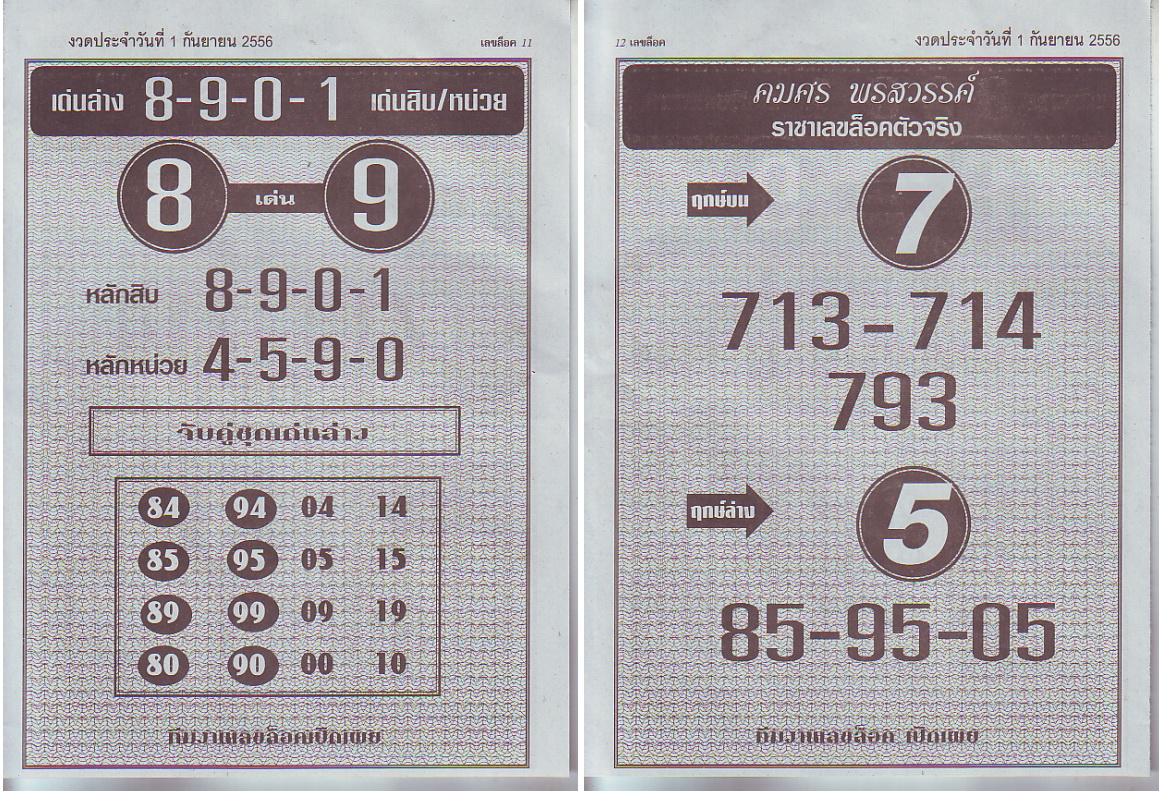 งวดประจำวันที่ 1 กันยายน 2556
เลขล็อค 11
เด่นล่าง 8-9-0-1 เด่นสิบ/หน่วย
8 เด่น 9
หลักสิบ 8-9-0-1
หลักหน่วย 4-5-9-0
จับคู่ชุดเด่นล่าง
84 94 04 14
85 95 05 15
89 99 09 19
80 90 00 10
ทีมงานเลขล็อคเปิดเผย
12 เลขล็อค
งวดประจำวันที่ 1 กันยายน 2556
คมศร พรสวรรค์
ราชาเลขล็อคตัวจริง
ฤกษ์บน 7
713-714
793
ฤกษ์ล่าง 5
85-95-05
ทีมงานเลขล็อค เปิดเผย